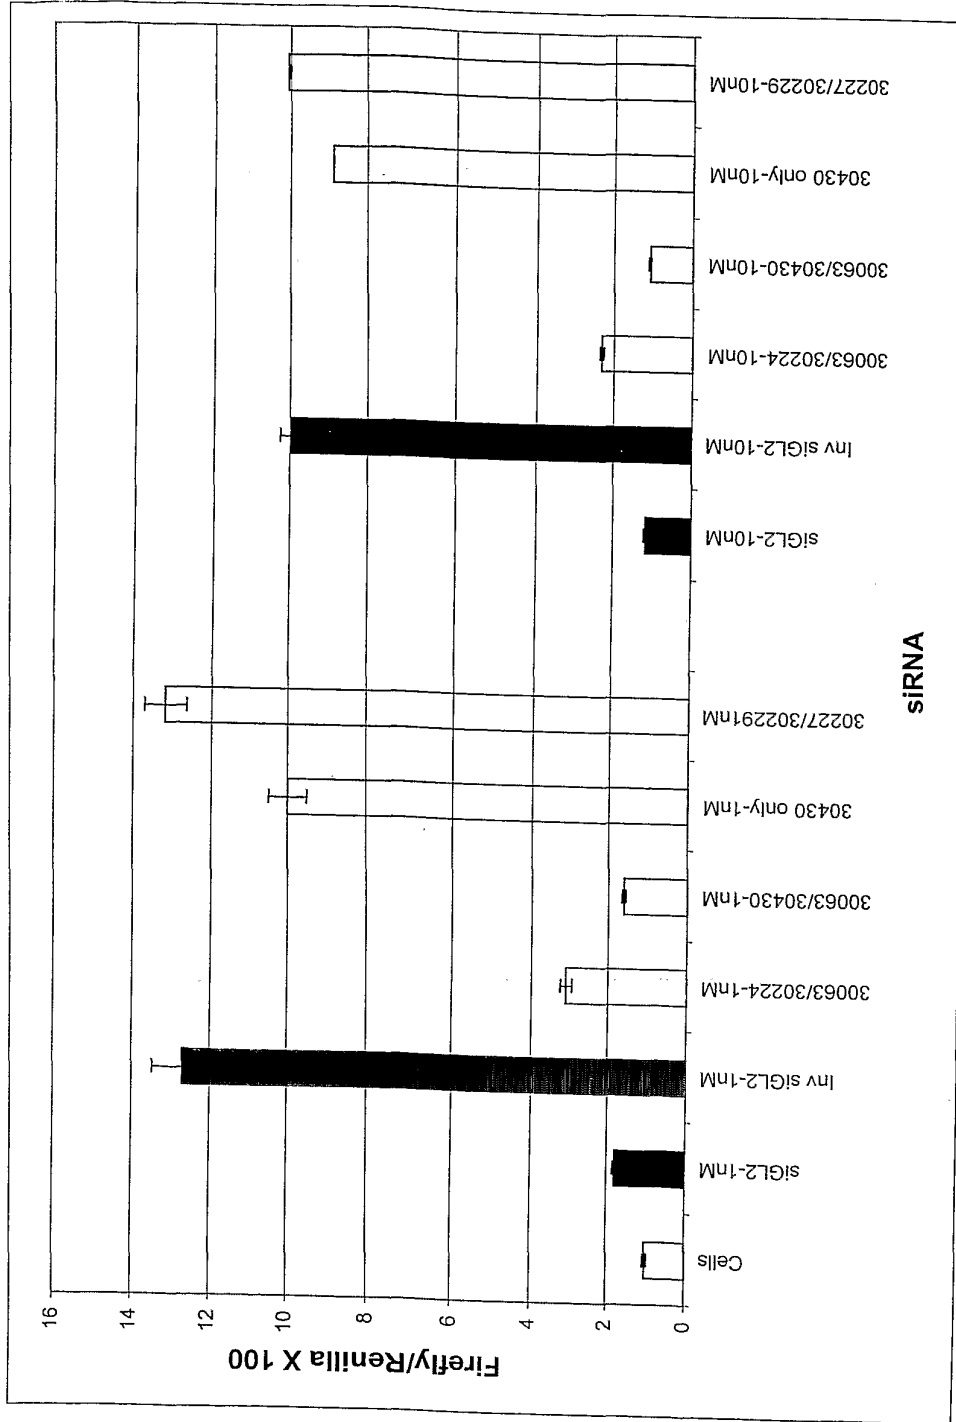 Firefly/Renilla X 100
16
14
12
10
8
6
4
2
0
Cells
siGL2-1nM
Inv siGL2-1nM
30063/30224-1nM
30063/30430-1nM
30430 only-1nM
30227/302291nM
siGL2-10nM
Inv siGL2-10nM
30063/30224-10nM
30063/30430-10nM
30430 only-10nM
30227/30229-10nM
siRNA